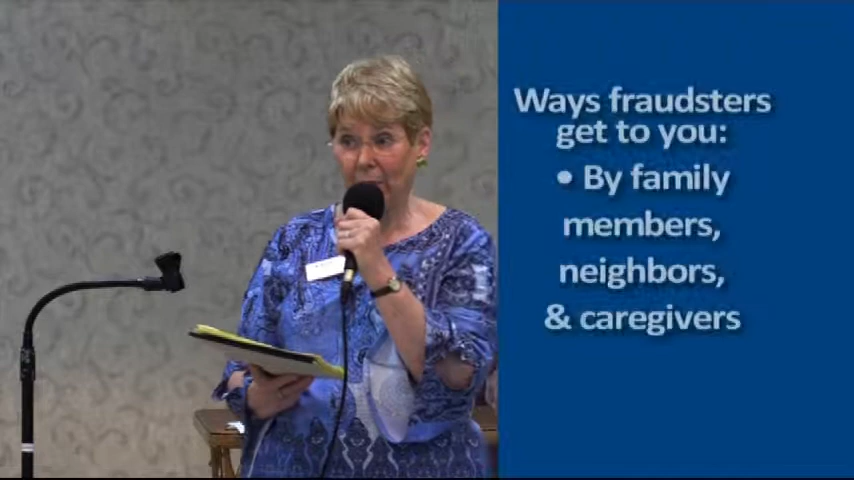 Ways fraudsters
get to you:
• By family
members,
neighbors,
& caregivers